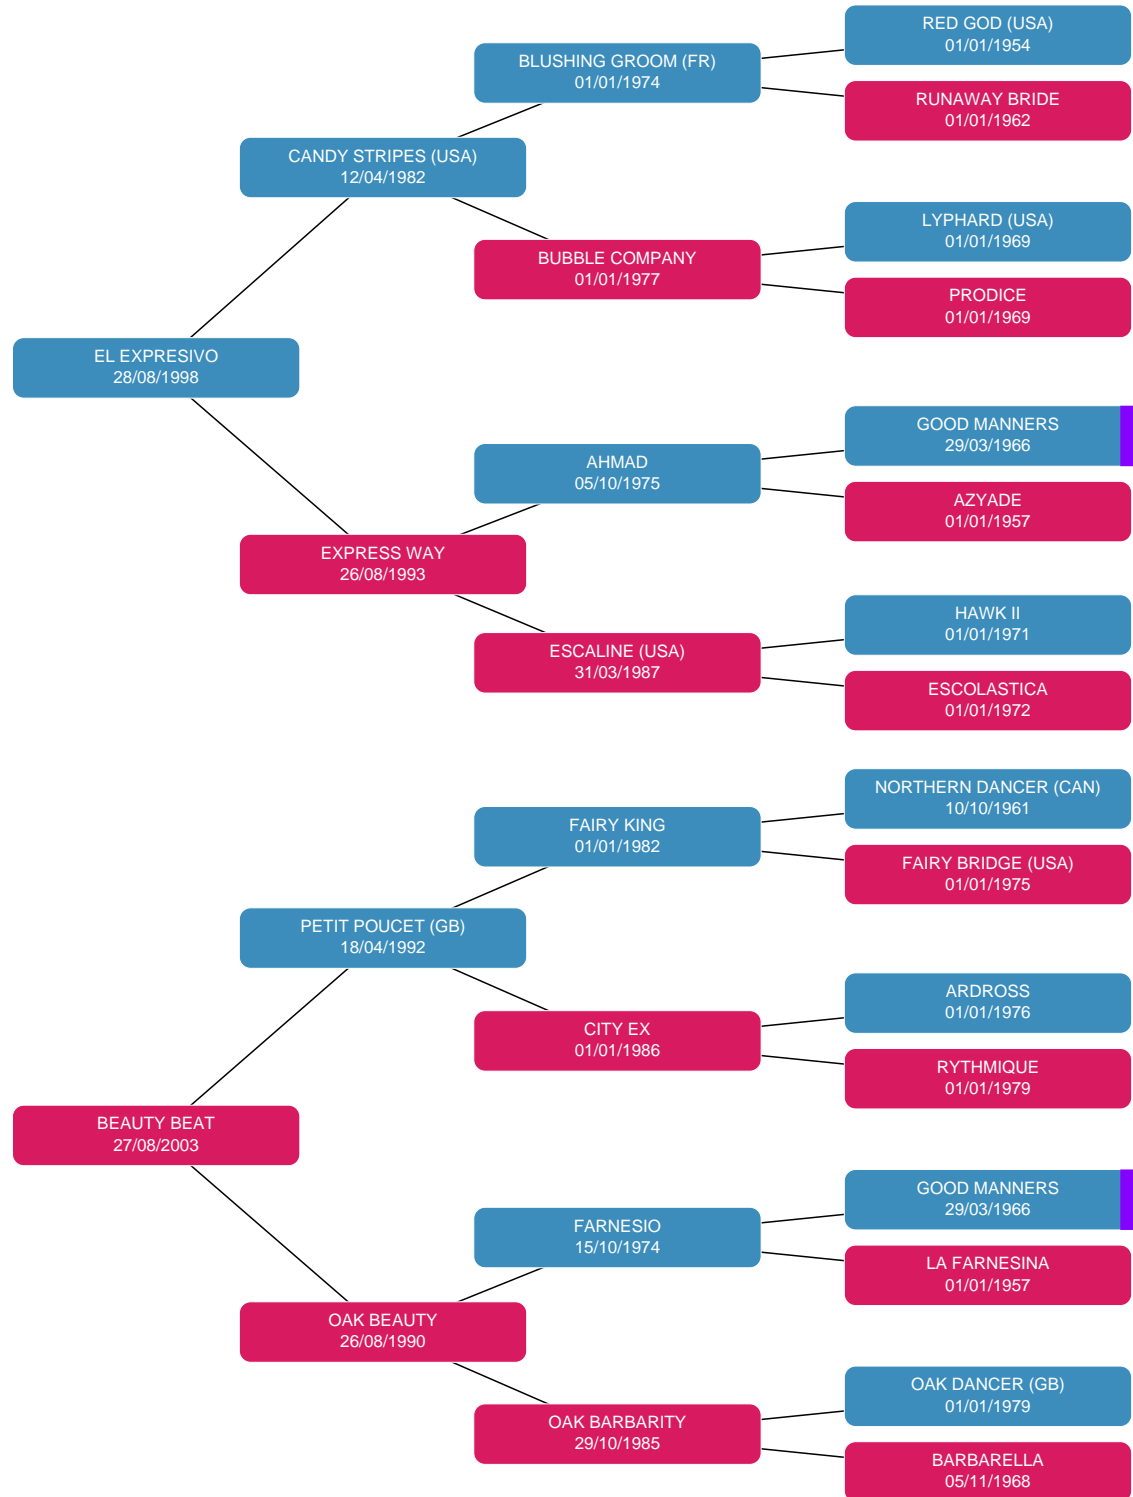 RED GOD (USA)
01/01/1954
BLUSHING GROOM (FR)
01/01/1974
RUNAWAY BRIDE
01/01/1962
CANDY STRIPES (USA)
12/04/1982
LYPHARD (USA)
01/01/1969
BUBBLE COMPANY
01/01/1977
PRODICE
01/01/1969
EL EXPRESIVO
28/08/1998
GOOD MANNERS
29/03/1966
AHMAD
05/10/1975
AZYADE
01/01/1957
EXPRESS WAY
26/08/1993
HAWK II
01/01/1971
ESCALINE (USA)
31/03/1987
ESCOLASTICA
01/01/1972
NORTHERN DANCER (CAN)
10/10/1961
FAIRY KING
01/01/1982
FAIRY BRIDGE (USA)
01/01/1975
PETIT POUCET (GB)
18/04/1992
ARDROSS
01/01/1976
CITY EX
01/01/1986
RYTHMIQUE
01/01/1979
BEAUTY BEAT
27/08/2003
GOOD MANNERS
29/03/1966
FARNESIO
15/10/1974
LA FARNESINA
01/01/1957
OAK BEAUTY
26/08/1990
OAK DANCER (GB)
01/01/1979
OAK BARBARITY
29/10/1985
BARBARELLA
05/11/1968